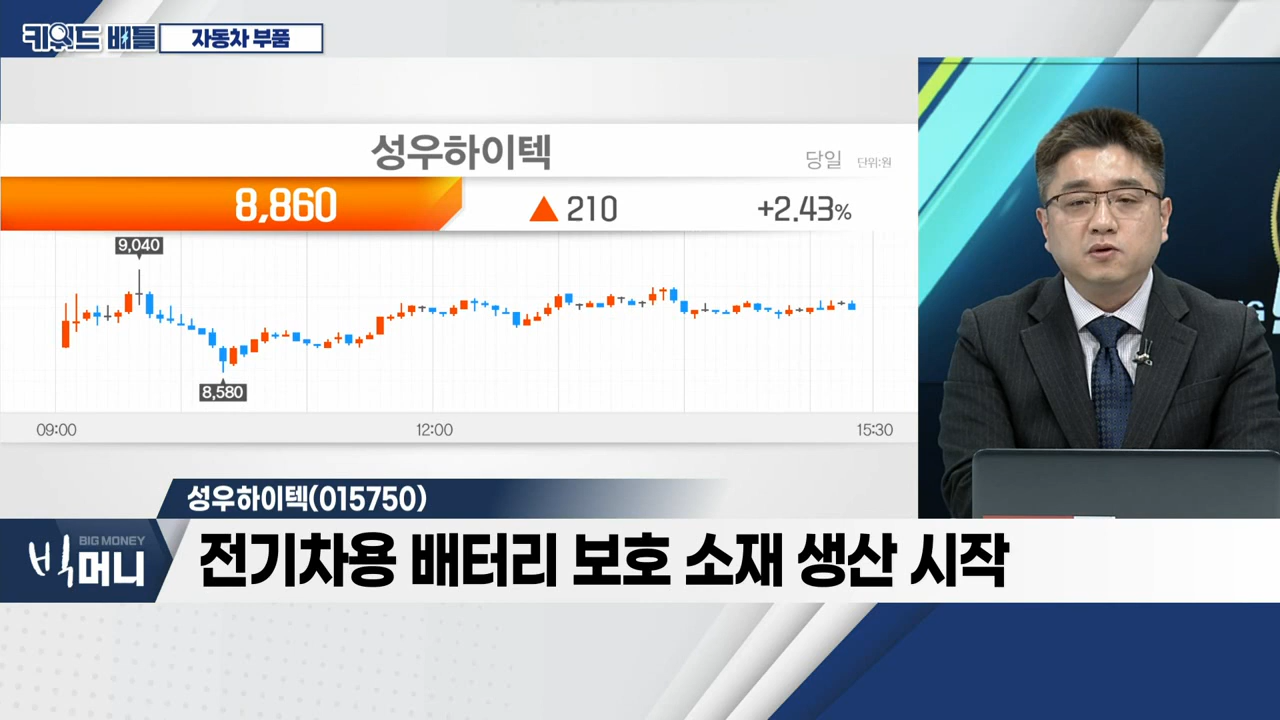 키워드 배틀
자동차 부품
성우하이텍
당일 단위:원
8,860 ▲ 210 +2.43%
9,040
8,580
09:00 12:00 15:30
성우하이텍(015750)
BIG MONEY
빅머니
전기차용 배터리 보호 소재 생산 시작